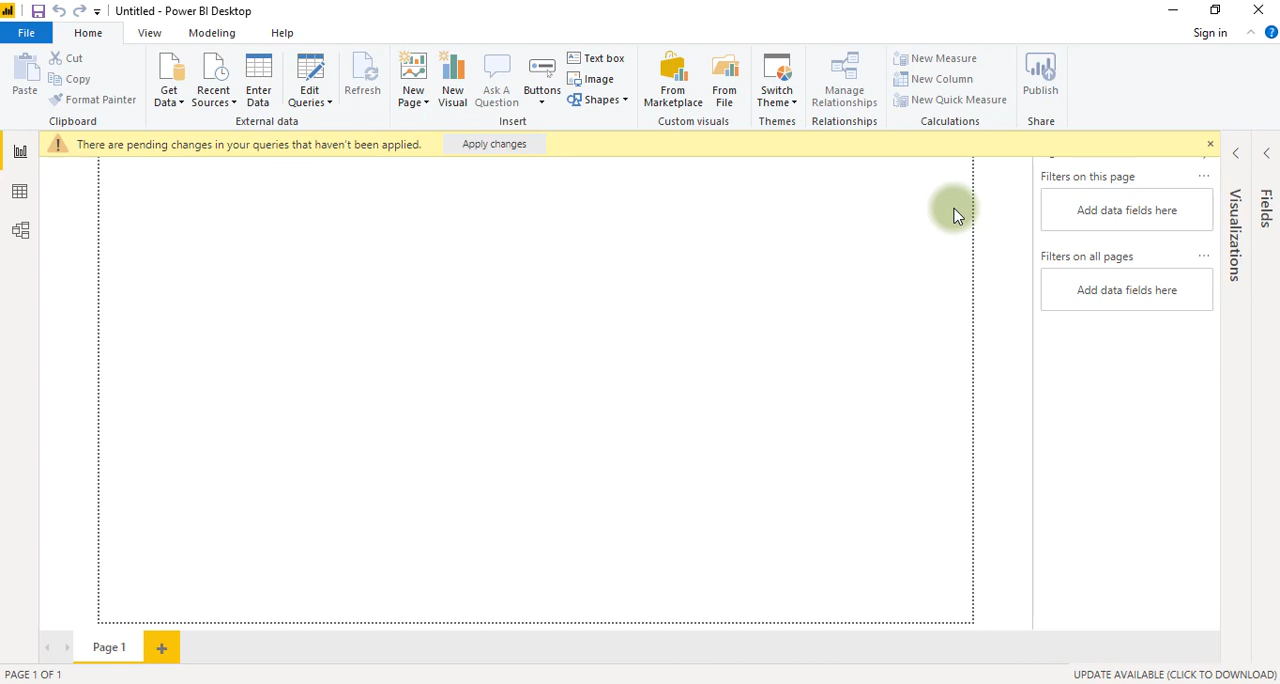 Untitled - Power BI Desktop
File Home View Modeling Help Sign in
Paste Cut Copy Format Painter
Get Data Recent Sources Enter Data Edit Queries Refresh
New Page New Visual Ask A Question Buttons Text box Image Shapes
From Marketplace From File Switch Theme Manage Relationships
New Measure New Column New Quick Measure Publish
Clipboard External data Insert Custom visuals Themes Relationships Calculations Share
There are pending changes in your queries that haven't been applied. Apply changes
Filters on this page
Add data fields here
Filters on all pages
Add data fields here
Visualizations
Fields
Page 1
PAGE 1 OF 1
UPDATE AVAILABLE (CLICK TO DOWNLOAD)